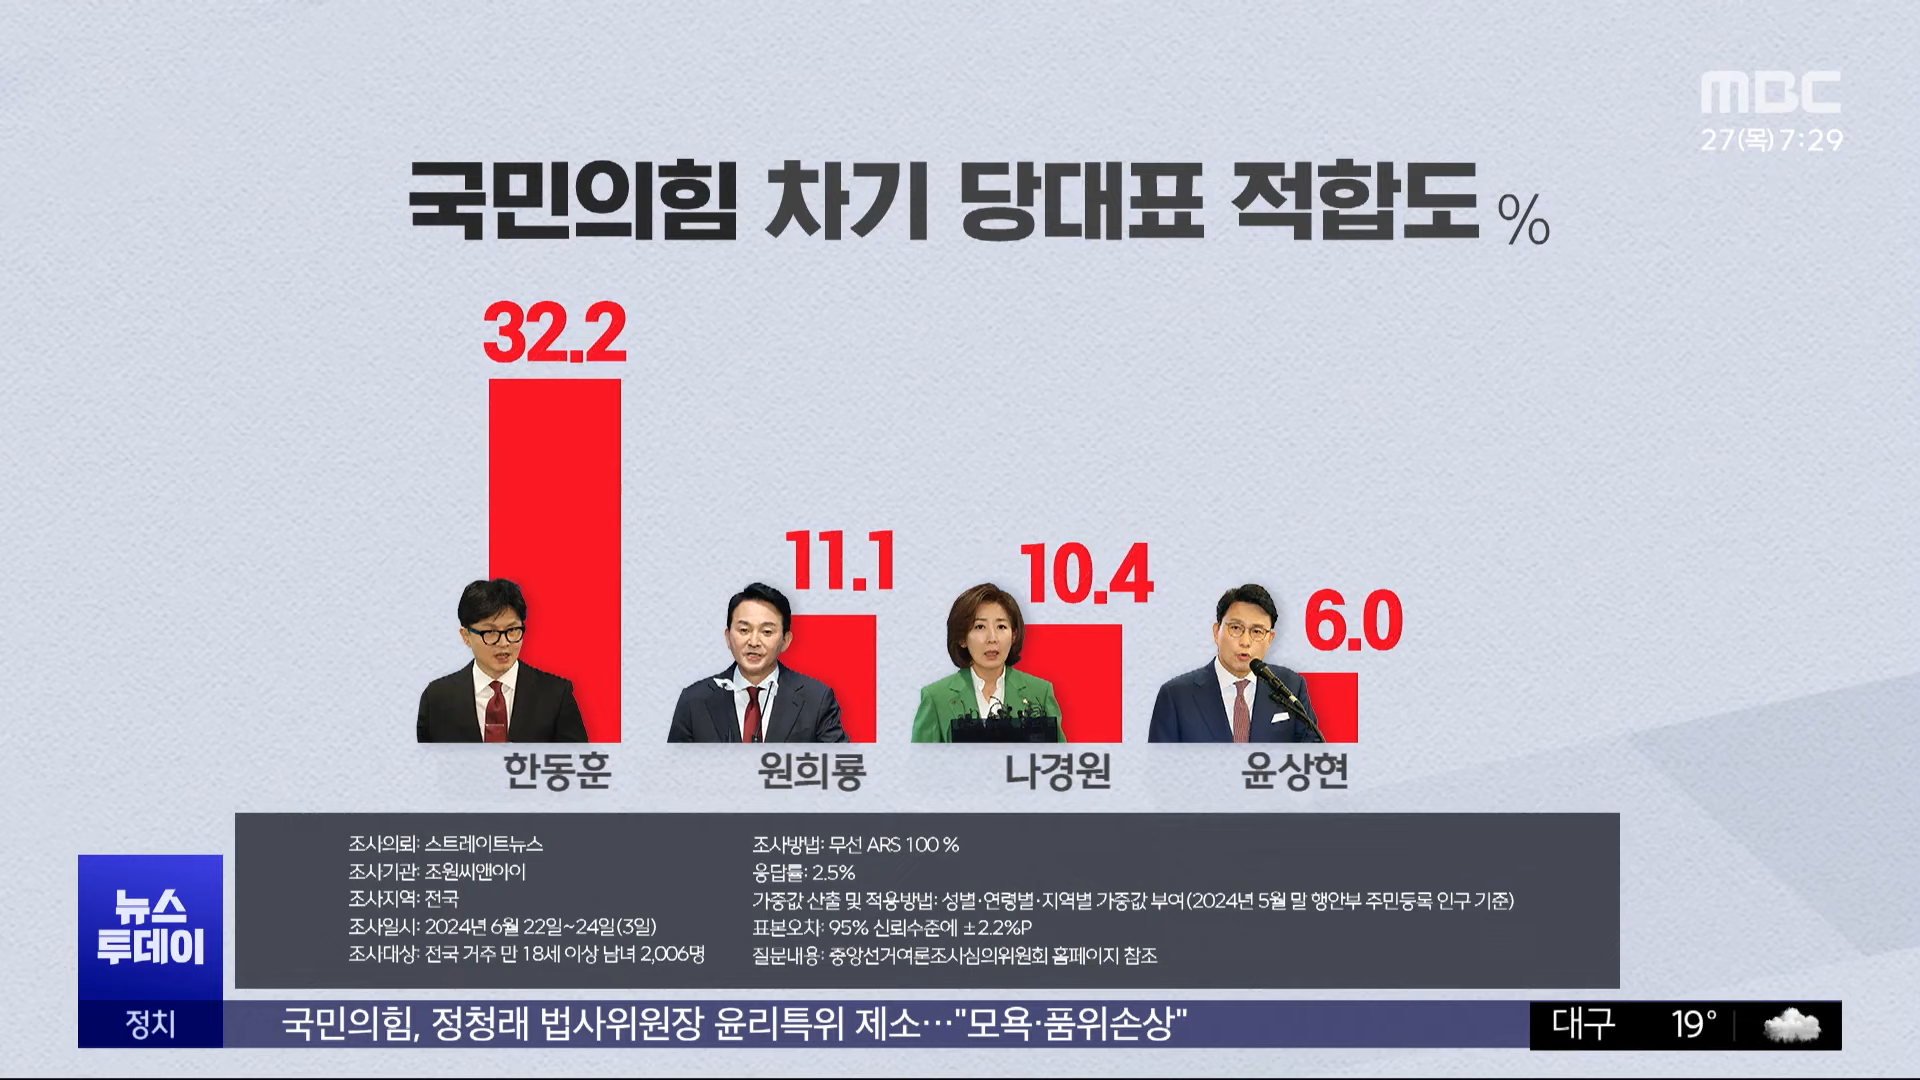 MBC
27(목) 7:29
국민의힘 차기 당대표 적합도 %
32.2
11.1
10.4
6.0
한동훈
원희룡
나경원
윤상현
조사의뢰: 스트레이트뉴스
조사기관: 조원씨앤아이
조사지역: 전국
조사일시: 2024년 6월 22일~24일(3일)
조사대상: 전국 거주 만 18세 이상 남녀 2,006명
조사방법: 무선 ARS 100 %
응답률: 2.5%
가중값 산출 및 적용방법: 성별·연령별·지역별 가중값 부여(2024년 5월 말 행안부 주민등록 인구 기준)
표본오차: 95% 신뢰수준에 ±2.2%P
질문내용: 중앙선거여론조사심의위원회 홈페이지 참조
뉴스
투데이
정치
국민의힘, 정청래 법사위원장 윤리특위 제소…"모욕·품위손상"
대구 19°